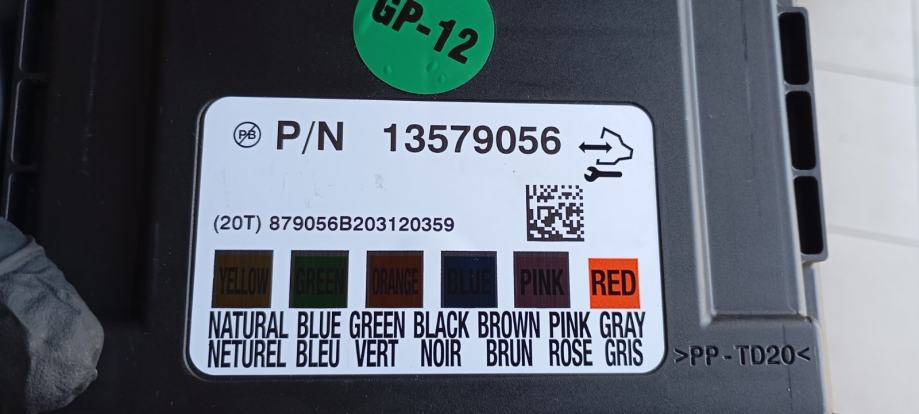 GP-12
PB P/N 13579056
(20T) 879056B203120359
YELLOW GREEN ORANGE BLUE PINK RED
NATURAL BLUE GREEN BLACK BROWN PINK GRAY
NETUREL BLEU VERT NOIR BRUN ROSE GRIS
>PP-TD20<